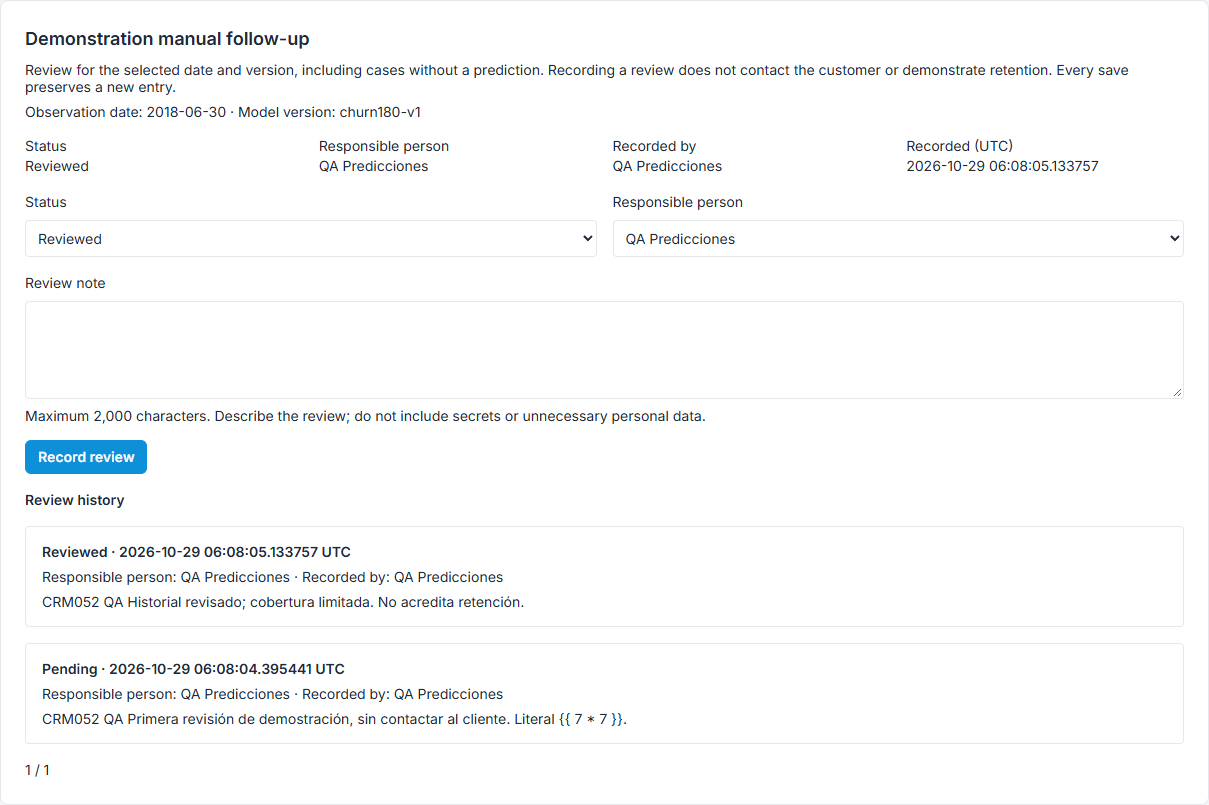 Demonstration manual follow-up
Review for the selected date and version, including cases without a prediction. Recording a review does not contact the customer or demonstrate retention. Every save
preserves a new entry.
Observation date: 2018-06-30 · Model version: churn180-v1
Status Responsible person Recorded by Recorded (UTC)
Reviewed QA Predicciones QA Predicciones 2026-10-29 06:08:05.133757
Status Responsible person
Reviewed QA Predicciones
Review note
Maximum 2,000 characters. Describe the review; do not include secrets or unnecessary personal data.
Record review
Review history
Reviewed · 2026-10-29 06:08:05.133757 UTC
Responsible person: QA Predicciones · Recorded by: QA Predicciones
CRM052 QA Historial revisado; cobertura limitada. No acredita retención.
Pending · 2026-10-29 06:08:04.395441 UTC
Responsible person: QA Predicciones · Recorded by: QA Predicciones
CRM052 QA Primera revisión de demostración, sin contactar al cliente. Literal {{ 7 * 7 }}.
1 / 1